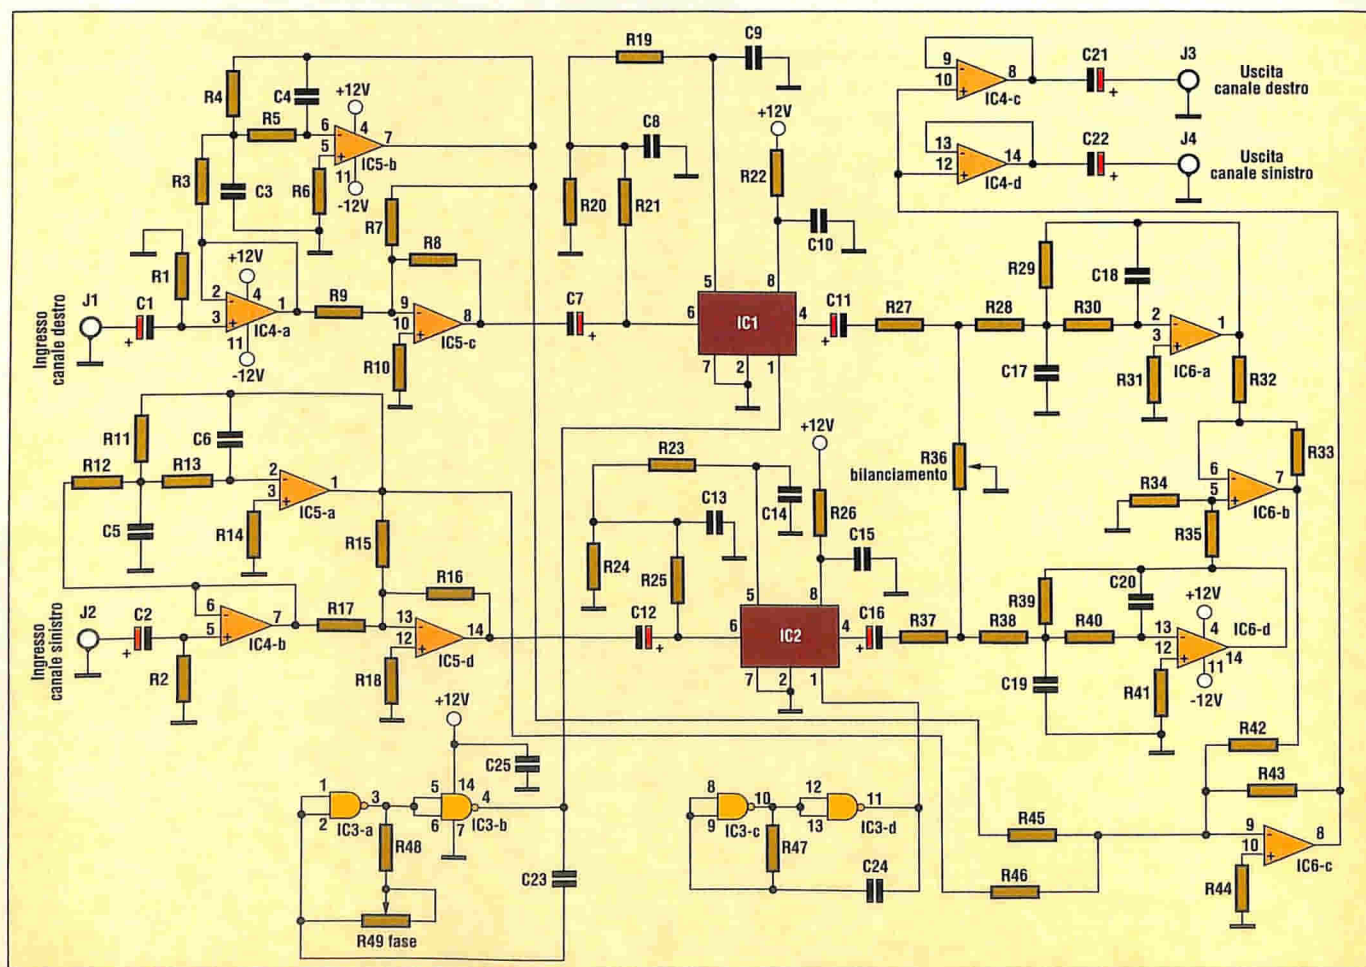 R19
C9
R4
C4
+12V
R5
6
4
7
5
IC5-b
R3
C3
R6
11
-12V
C8
R20
R21
+12V
R22
C10
9
8
10
IC4-c
C21
+
J3
Uscita
canale destro
13
14
12
IC4-d
C22
+
J4
Uscita
canale sinistro
R7
R8
R1
+12V
Ingresso
canale destro
J1
C1
+
2
4
1
3
IC4-a
11
-12V
R9
9
8
10
IC5-c
R10
C7
+
5
8
6
IC1
4
7
2
1
C11
+
R27
R28
R29
C18
R30
2
1
3
IC6-a
C17
R31
R32
R11
C6
R12
R13
2
1
3
IC5-a
C5
R14
R15
R23
+12V
C13
C14
R26
R24
R25
C15
R36
bilanciamento
R33
R34
6
7
5
IC6-b
R35
R16
Ingresso
canale sinistro
J2
C2
+
6
7
5
IC4-b
R17
13
14
12
IC5-d
R2
R18
C12
+
5
8
6
IC2
4
7
2
1
C16
+
R37
R38
R39
C20
+12V
R40
13
4
12
14
IC6-d
11
-12V
C19
R41
+12V
C25
1
3
2
IC3-a
5
14
4
6
7
IC3-b
R48
R49 fase
C23
8
10
9
IC3-c
12
11
13
IC3-d
R47
C24
R42
R43
R45
R46
9
8
10
IC6-c
R44